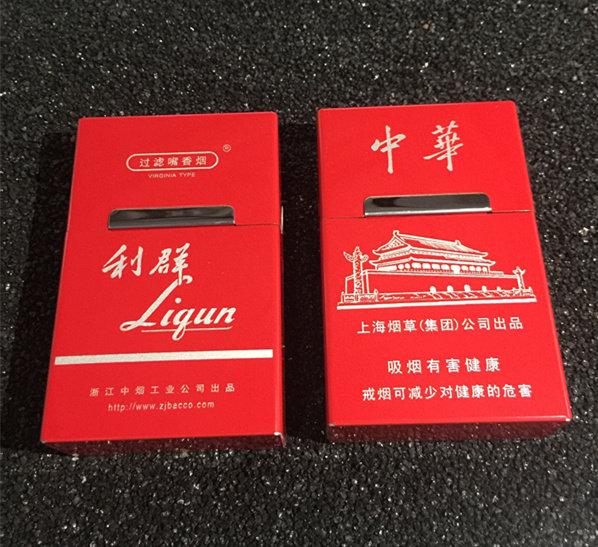 过滤嘴香烟
®
VIRGINIA TYPE
利群
Liqun
浙江中烟工业公司出品
http://www.zjbacco.com
中華
上海烟草(集团)公司出品
吸烟有害健康
戒烟可减少对健康的危害